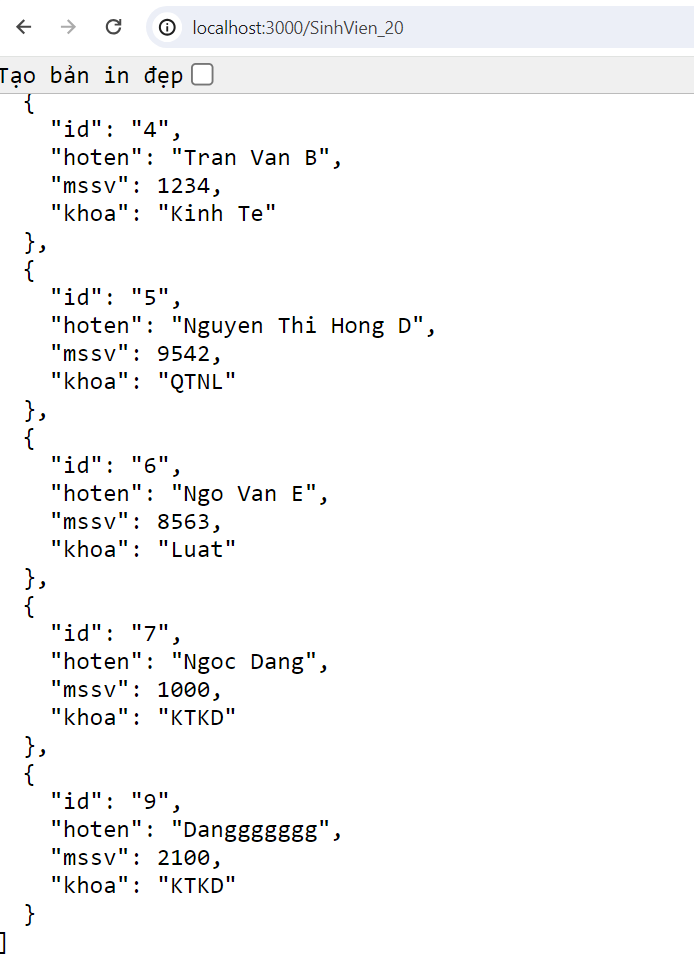 localhost:3000/SinhVien_20
Tạo bản in đẹp
{
"id": "4",
"hoten": "Tran Van B",
"mssv": 1234,
"khoa": "Kinh Te"
},
{
"id": "5",
"hoten": "Nguyen Thi Hong D",
"mssv": 9542,
"khoa": "QTNL"
},
{
"id": "6",
"hoten": "Ngo Van E",
"mssv": 8563,
"khoa": "Luat"
},
{
"id": "7",
"hoten": "Ngoc Dang",
"mssv": 1000,
"khoa": "KTKD"
},
{
"id": "9",
"hoten": "Danggggggg",
"mssv": 2100,
"khoa": "KTKD"
}
]